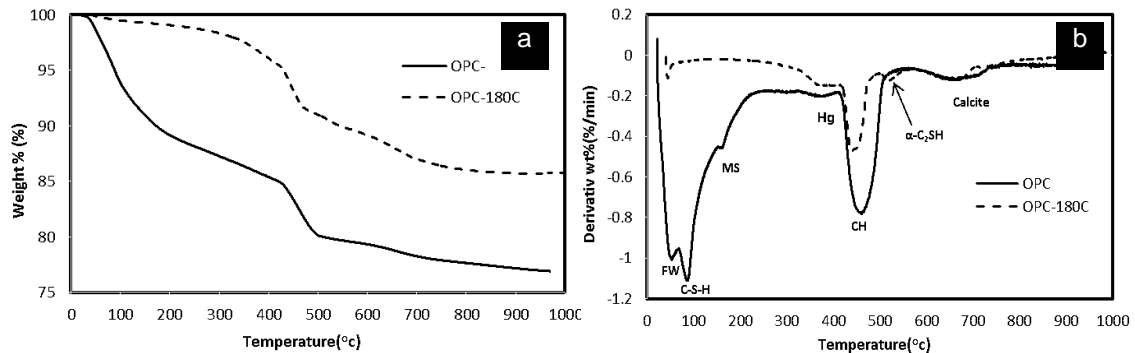 a
100
95
90
85
80
75
Weight % (%)
OPC-
OPC-180C
0 100 200 300 400 500 600 700 800 900 1000
Temperature(°c)
b
0.2
0
-0.2
-0.4
-0.6
-0.8
-1
-1.2
Derivativ wt%(%/min)
FW
C-S-H
MS
Hg
CH
α-C₂SH
Calcite
OPC
OPC-180C
0 100 200 300 400 500 600 700 800 900 1000
Temperature(°c)